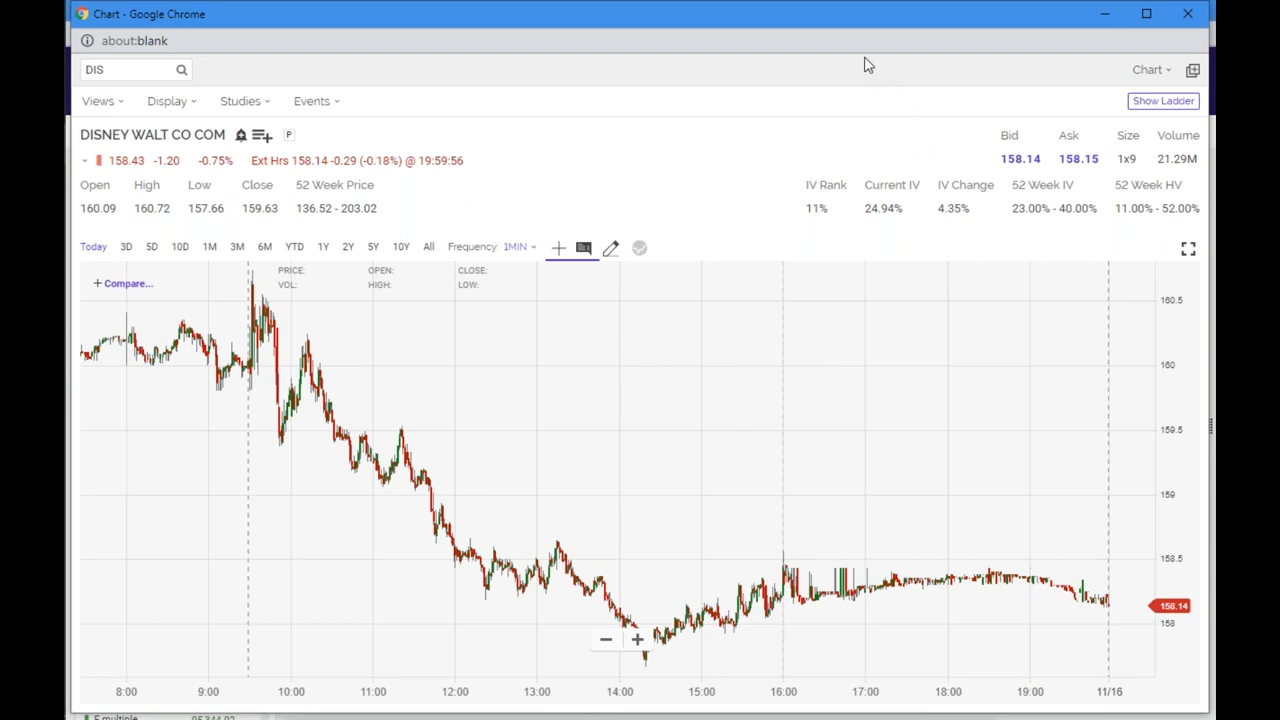 Chart - Google Chrome
about:blank
DIS
Chart
Views Display Studies Events
Show Ladder
DISNEY WALT CO COM P
Bid Ask Size Volume
158.43 -1.20 -0.75% Ext Hrs 158.14 -0.29 (-0.18%) @ 19:59:56
158.14 158.15 1x9 21.29M
Open High Low Close 52 Week Price
IV Rank Current IV IV Change 52 Week IV 52 Week HV
160.09 160.72 157.66 159.63 136.52 - 203.02
11% 24.94% 4.35% 23.00% - 40.00% 11.00% - 52.00%
Today 3D 5D 10D 1M 3M 6M YTD 1Y 2Y 5Y 10Y All Frequency: 1MIN
PRICE: OPEN: CLOSE:
VOL: HIGH: LOW:
+ Compare...
160.5
160
159.5
159
158.5
158.14
158
8:00 9:00 10:00 11:00 12:00 13:00 14:00 15:00 16:00 17:00 18:00 19:00 11/16